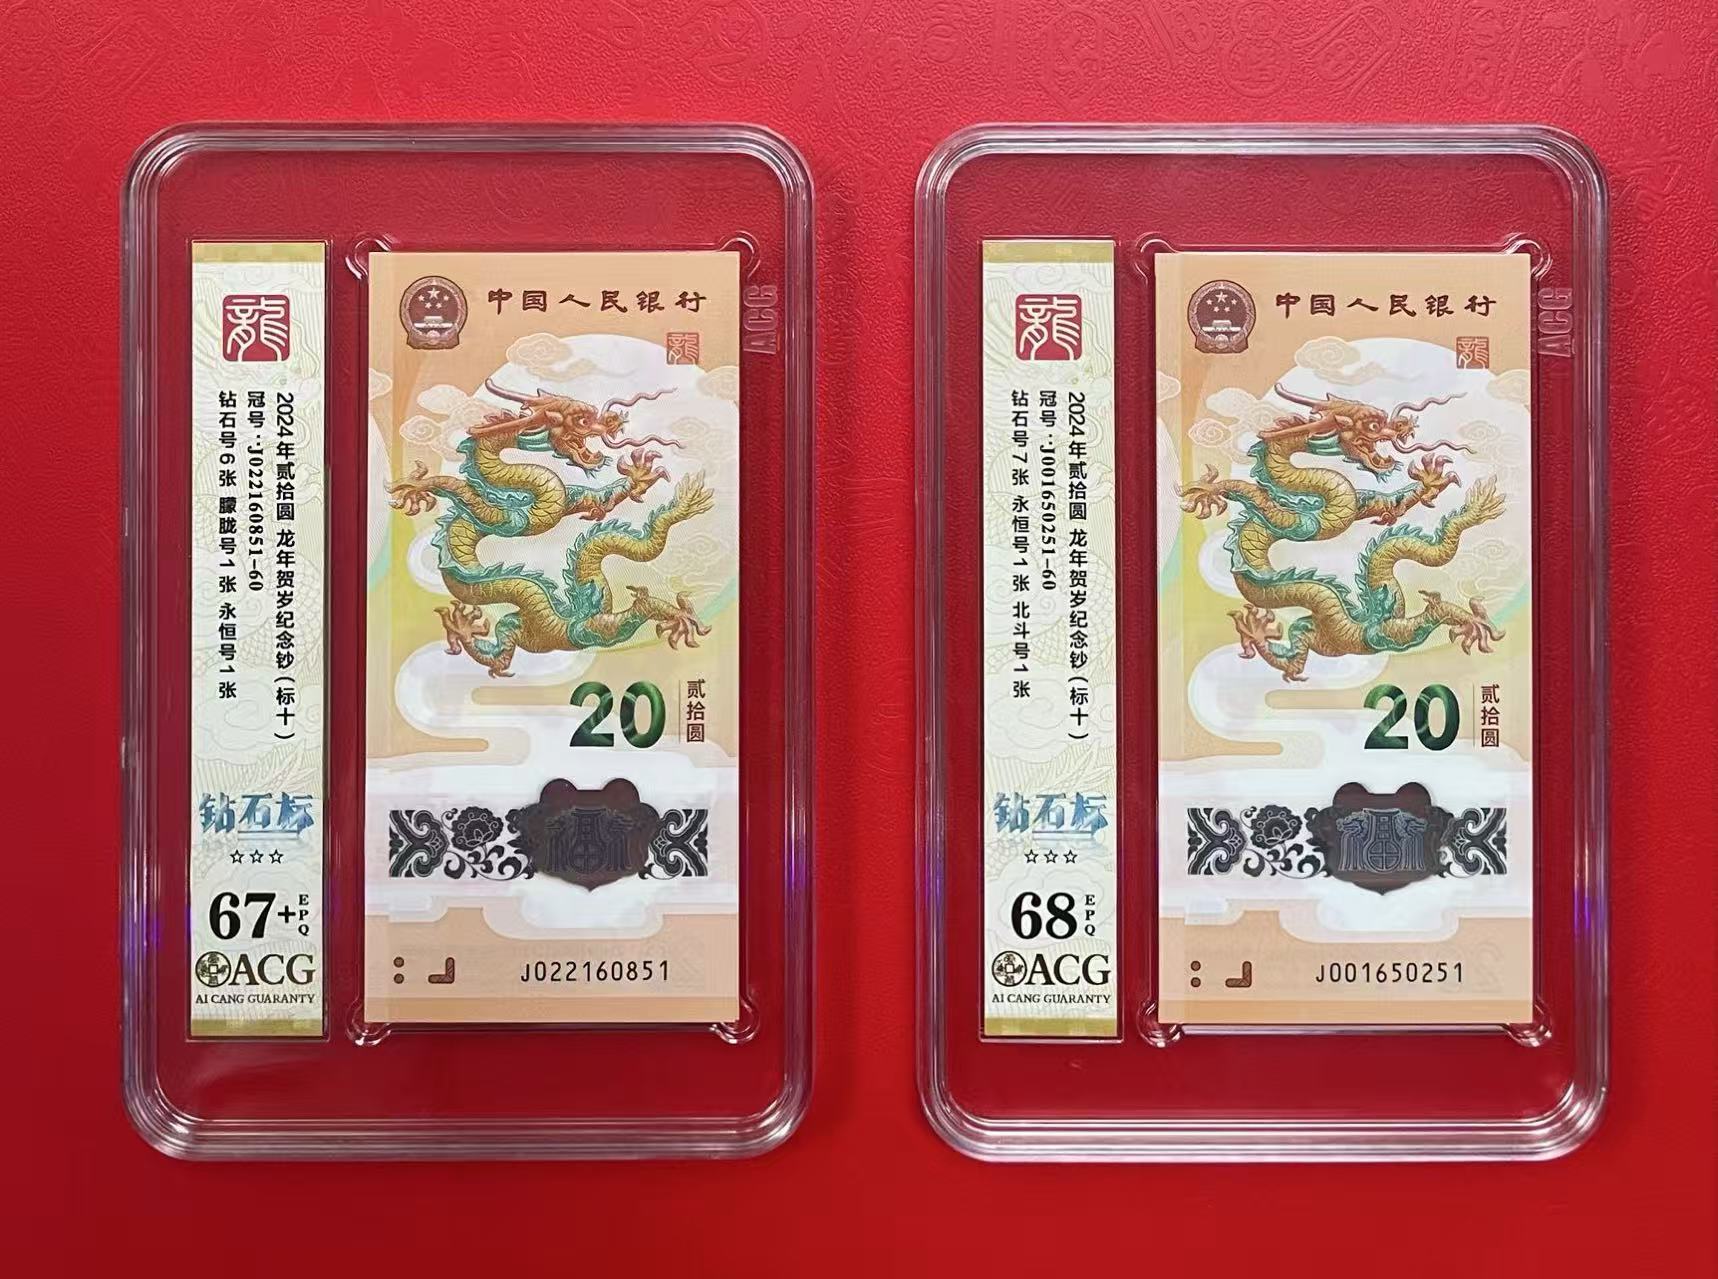 龍
2024年贰拾圆 龙年贺岁纪念钞(标十)
冠号:J022160851-60
钻石号6张 朦胧号1张 永恒号1张
钻石标
☆☆☆
67+
EPQ
ACG
AI CANG GUARANTY
中国人民银行
龍
20
贰拾圆
J022160851
ACG
龍
2024年贰拾圆 龙年贺岁纪念钞(标十)
冠号:J001650251-60
钻石号7张 永恒号1张 北斗号1张
钻石标
☆☆☆
68
EPQ
ACG
AI CANG GUARANTY
中国人民银行
龍
20
贰拾圆
J001650251
ACG